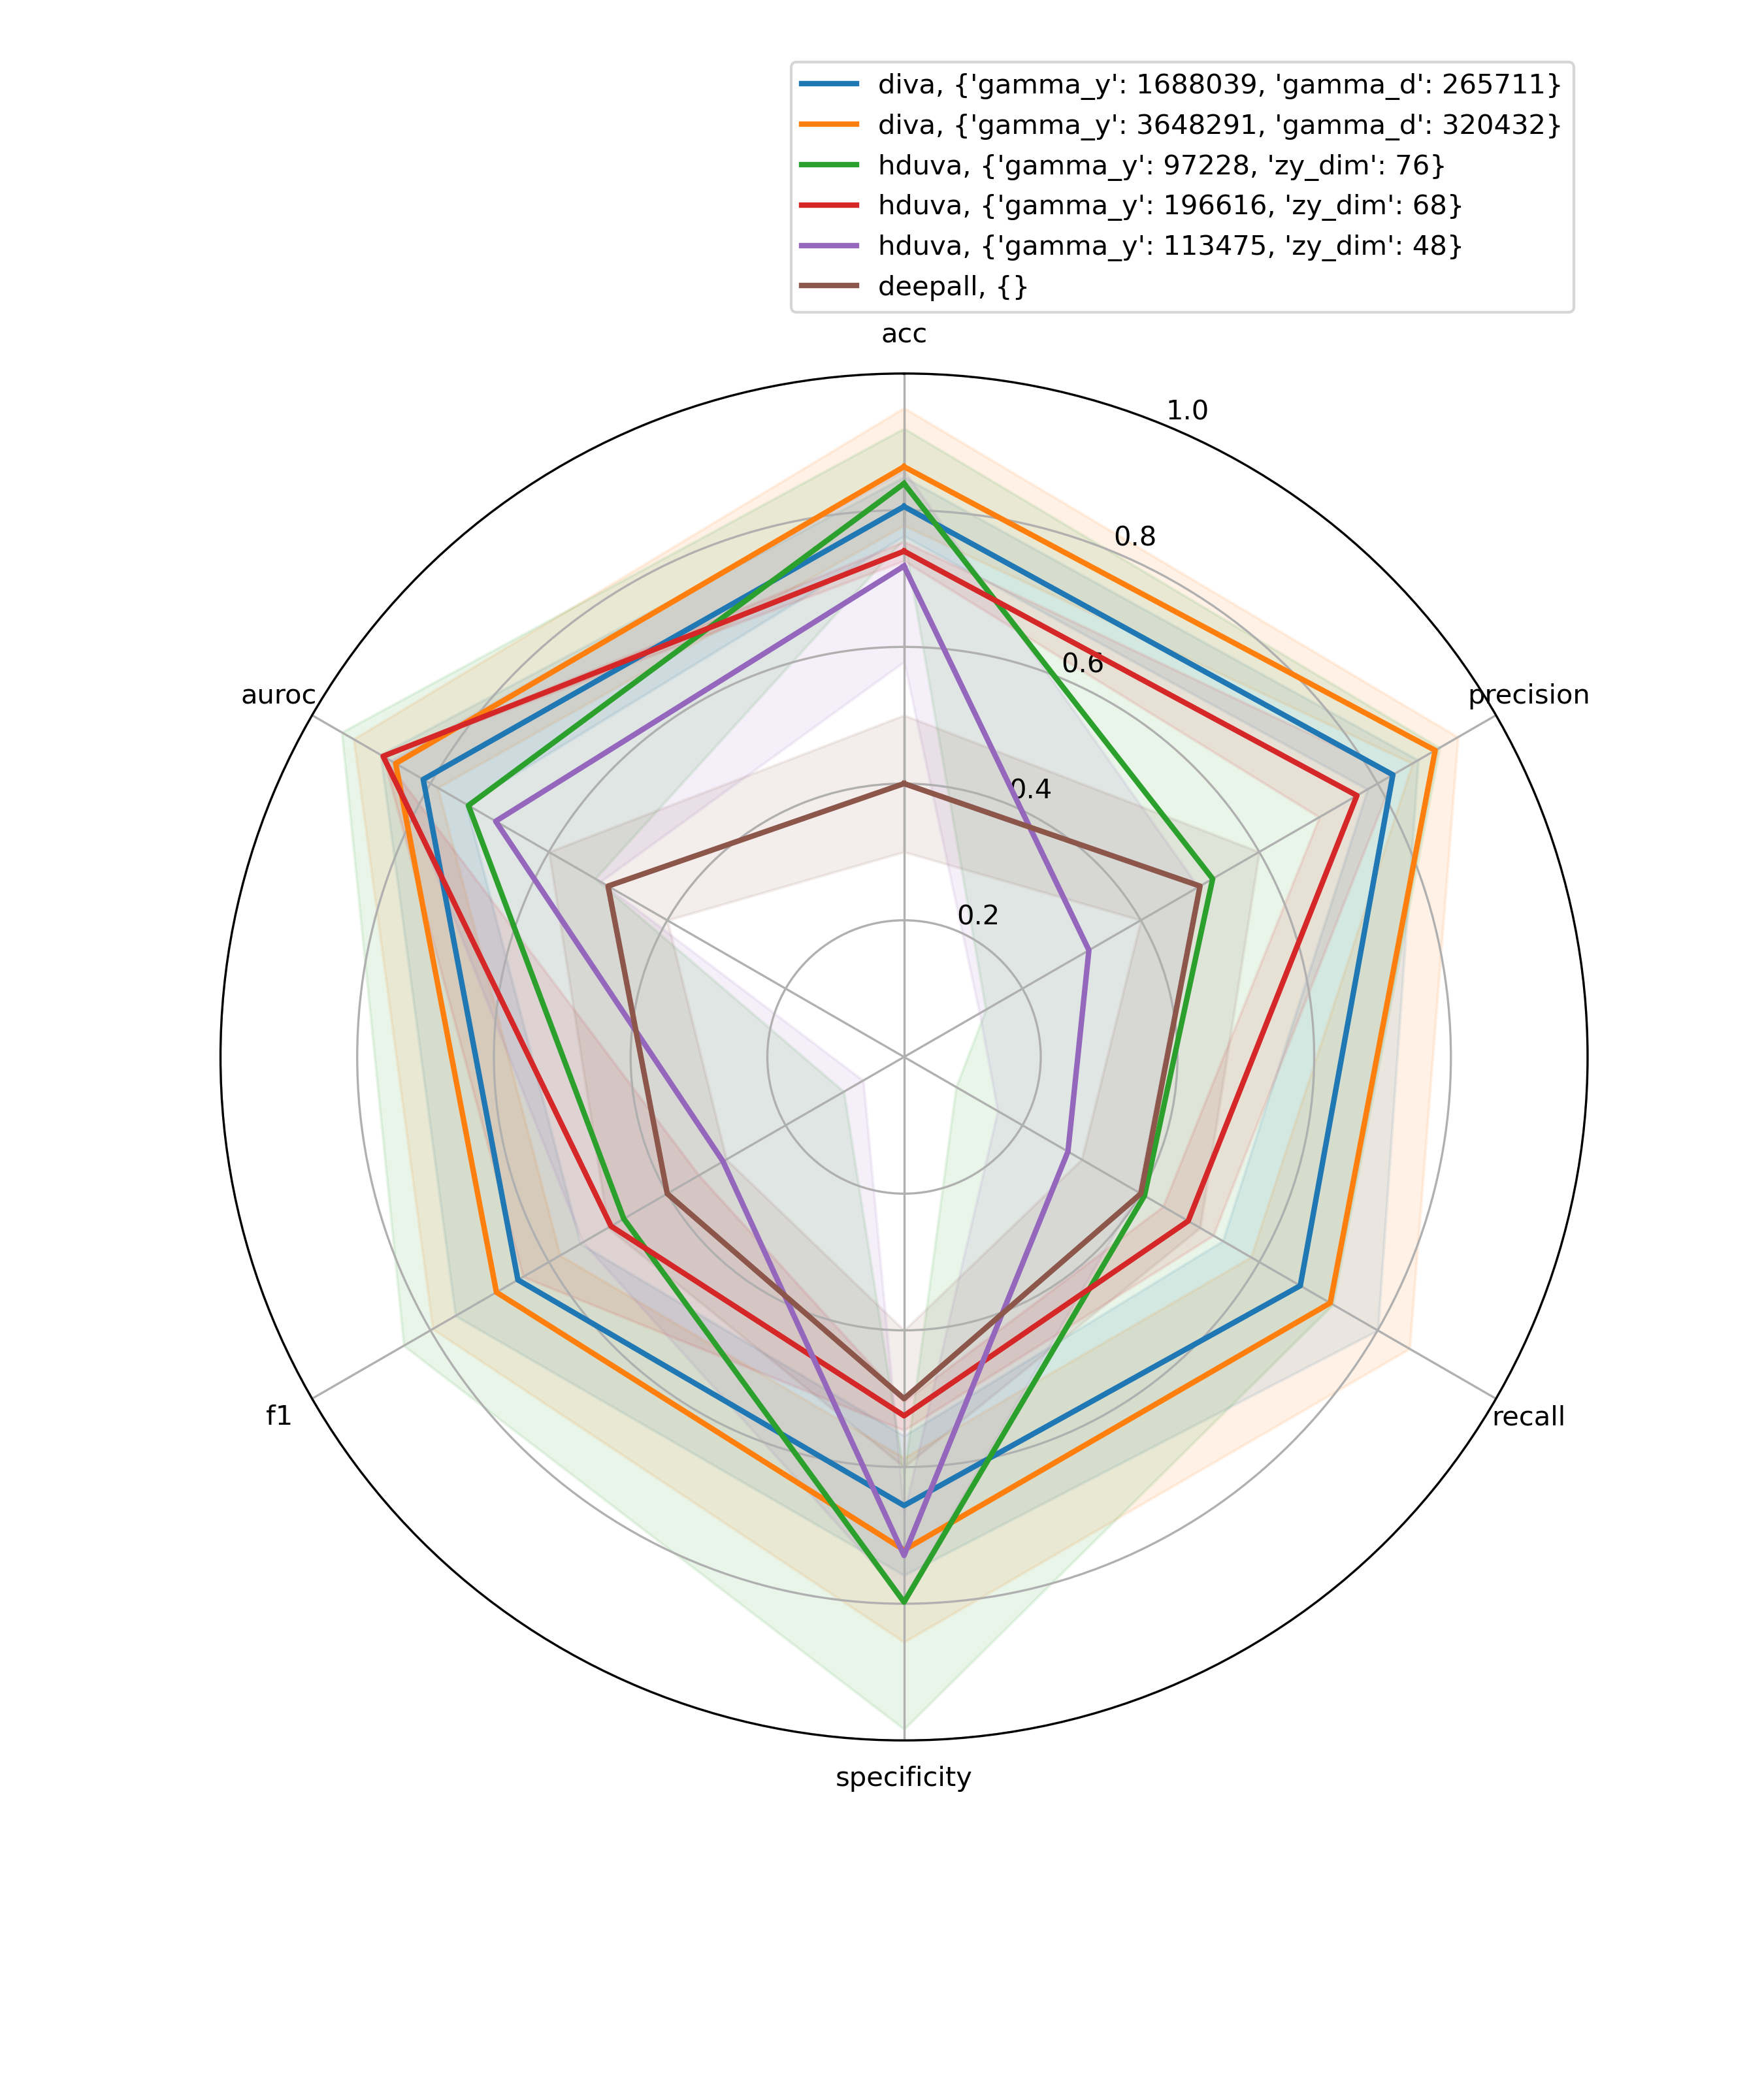 diva, {'gamma_y': 1688039, 'gamma_d': 265711}
diva, {'gamma_y': 3648291, 'gamma_d': 320432}
hduva, {'gamma_y': 97228, 'zy_dim': 76}
hduva, {'gamma_y': 196616, 'zy_dim': 68}
hduva, {'gamma_y': 113475, 'zy_dim': 48}
deepall, {}
acc
1.0
0.8
0.6
auroc
precision
0.4
0.2
f1
recall
specificity